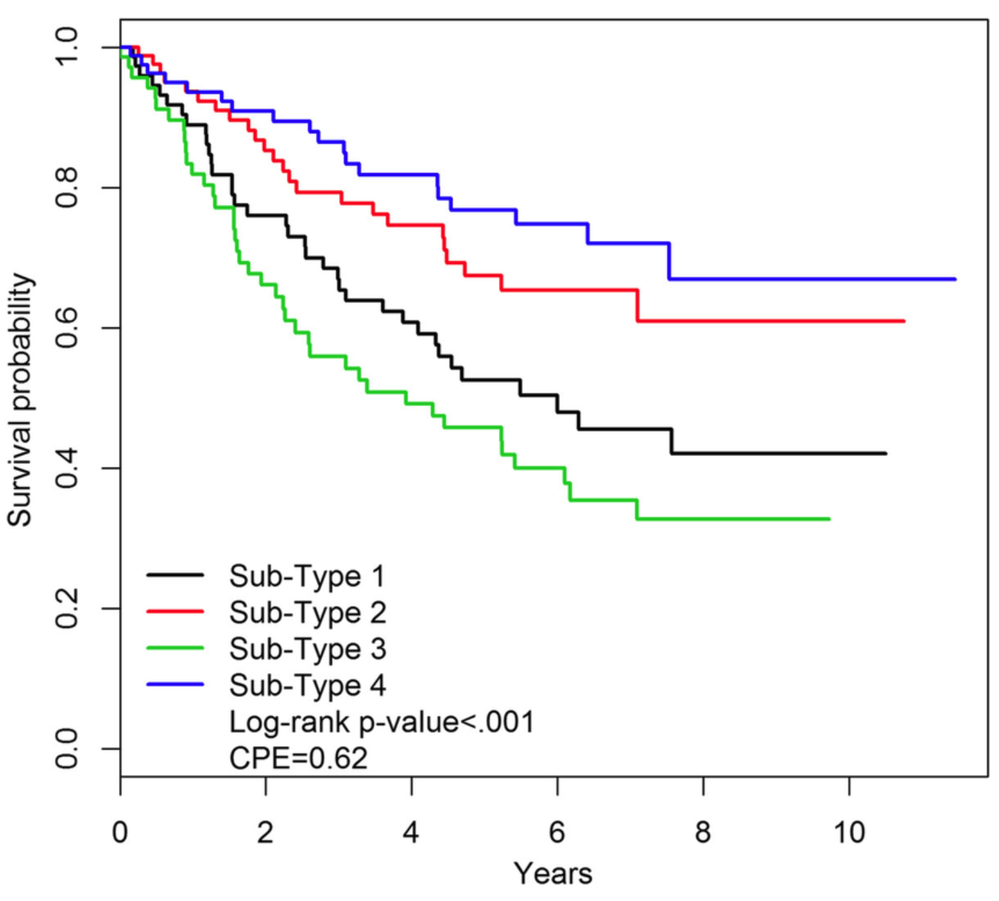 1.0
0.8
0.6
0.4
0.2
0.0
Survival probability
Sub-Type 1
Sub-Type 2
Sub-Type 3
Sub-Type 4
Log-rank p-value<.001
CPE=0.62
0 2 4 6 8 10
Years